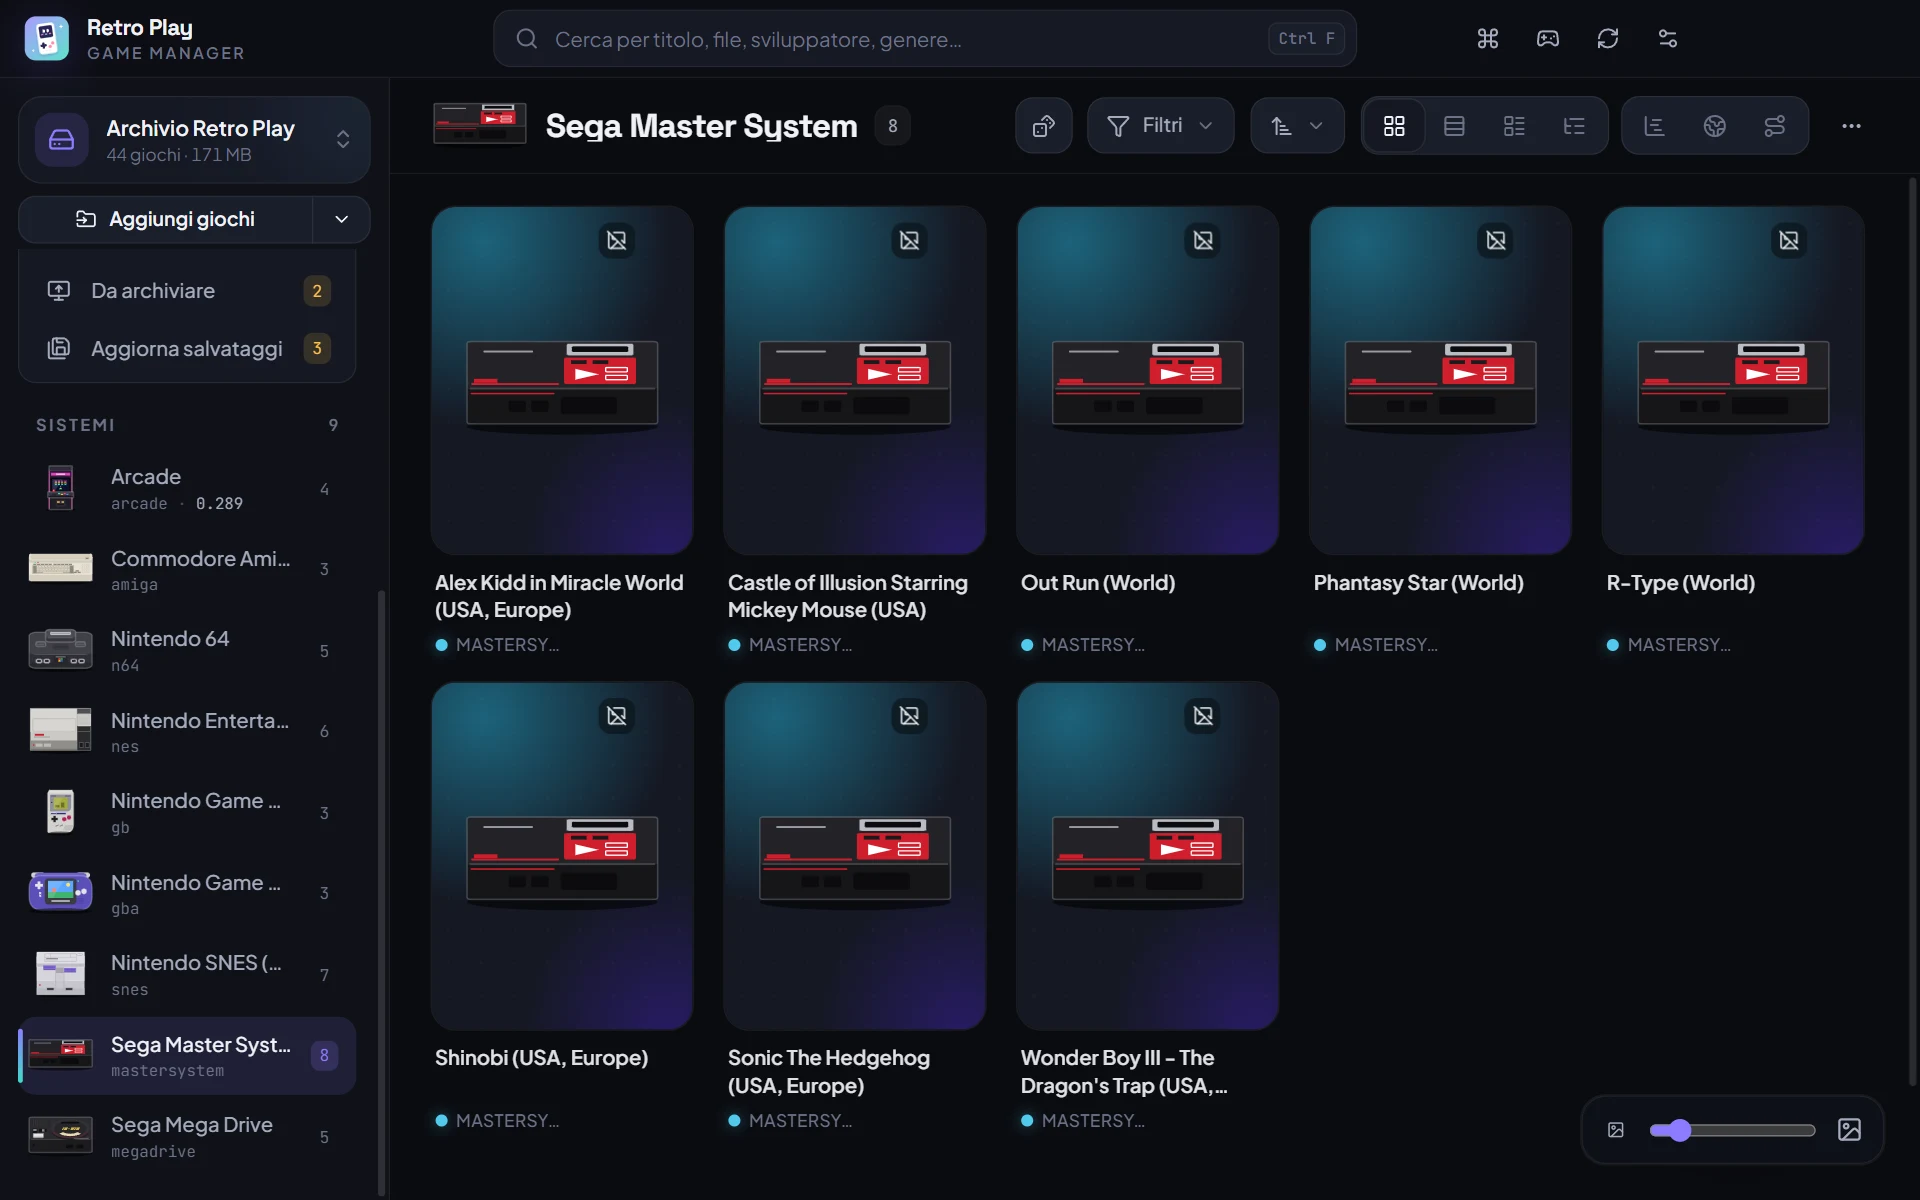 Retro Play
GAME MANAGER
Cerca per titolo, file, sviluppatore, genere...
Ctrl F
Archivio Retro Play
44 giochi · 171 MB
Aggiungi giochi
Da archiviare
2
Aggiorna salvataggi
3
SISTEMI
9
Arcade
arcade · 0.289
4
Commodore Ami...
amiga
3
Nintendo 64
n64
5
Nintendo Enterta...
nes
6
Nintendo Game ...
gb
3
Nintendo Game ...
gba
3
Nintendo SNES (...
snes
7
Sega Master Syst...
mastersystem
8
Sega Mega Drive
megadrive
5
Sega Master System
8
Filtri
Alex Kidd in Miracle World
(USA, Europe)
MASTERSY...
Castle of Illusion Starring
Mickey Mouse (USA)
MASTERSY...
Out Run (World)
MASTERSY...
Phantasy Star (World)
MASTERSY...
R-Type (World)
MASTERSY...
Shinobi (USA, Europe)
MASTERSY...
Sonic The Hedgehog
(USA, Europe)
MASTERSY...
Wonder Boy III - The
Dragon's Trap (USA,...
MASTERSY...